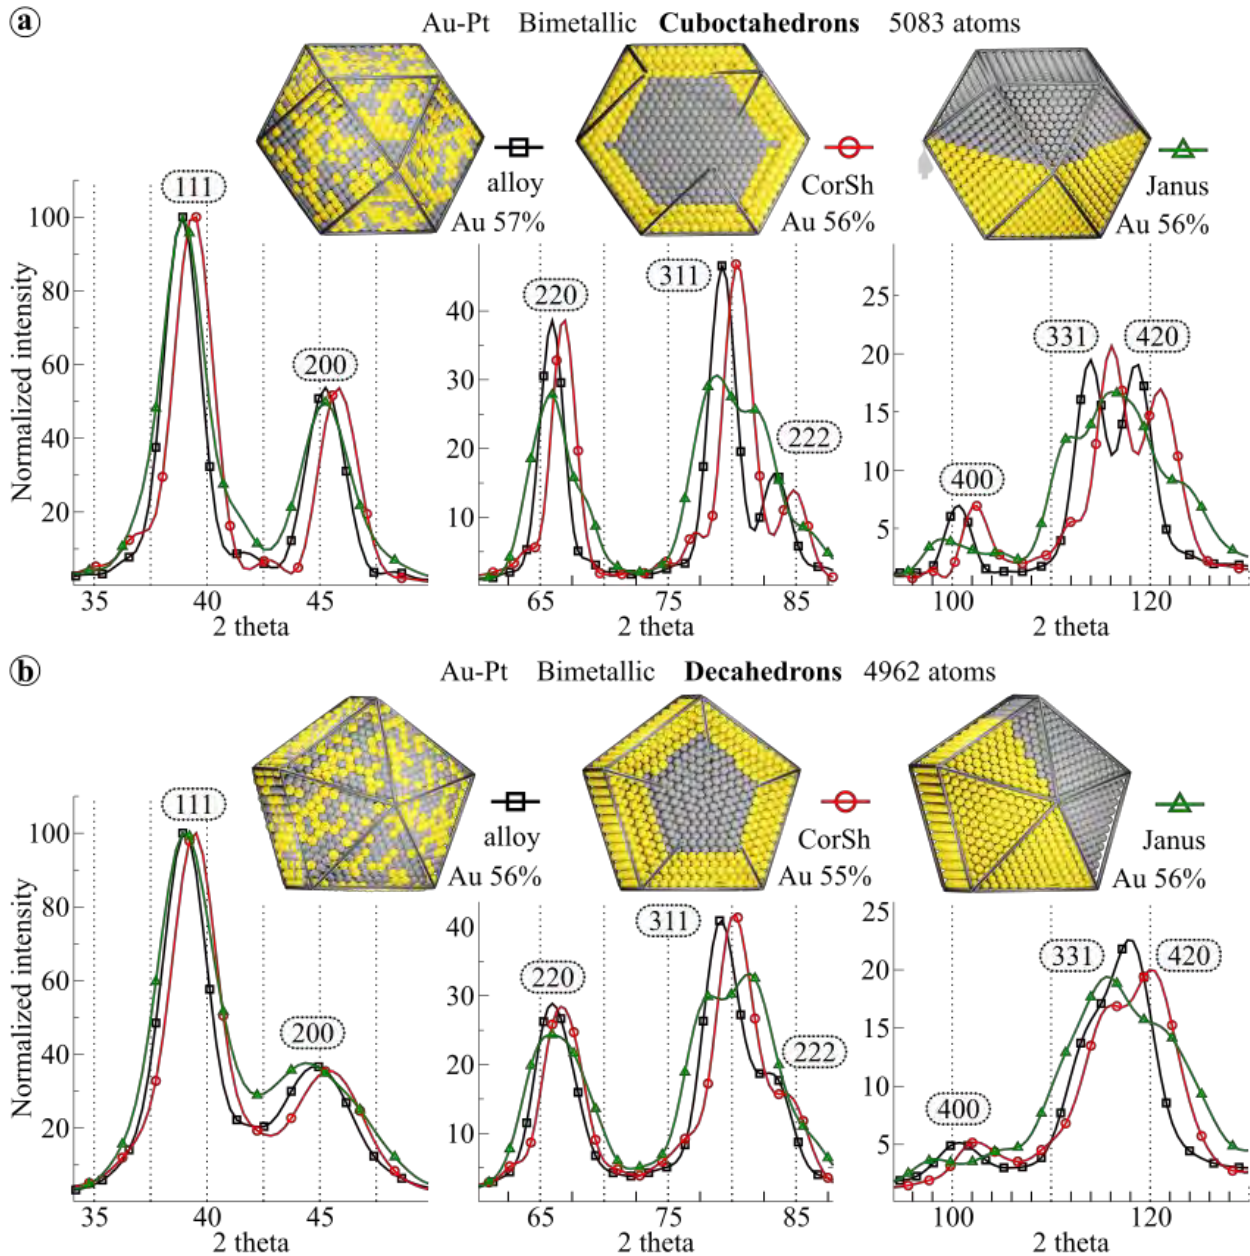 a Au-Pt Bimetallic Cuboctahedrons 5083 atoms
alloy
Au 57%
CorSh
Au 56%
Janus
Au 56%
Normalized intensity
100
80
60
40
20
111
200
35 40 45
2 theta
40
30
20
10
220
311
222
65 75 85
2 theta
25
20
15
10
5
400
331
420
100 120
2 theta
b Au-Pt Bimetallic Decahedrons 4962 atoms
alloy
Au 56%
CorSh
Au 55%
Janus
Au 56%
Normalized intensity
100
80
60
40
20
111
200
35 40 45
2 theta
40
30
20
10
220
311
222
65 75 85
2 theta
25
20
15
10
5
400
331
420
100 120
2 theta